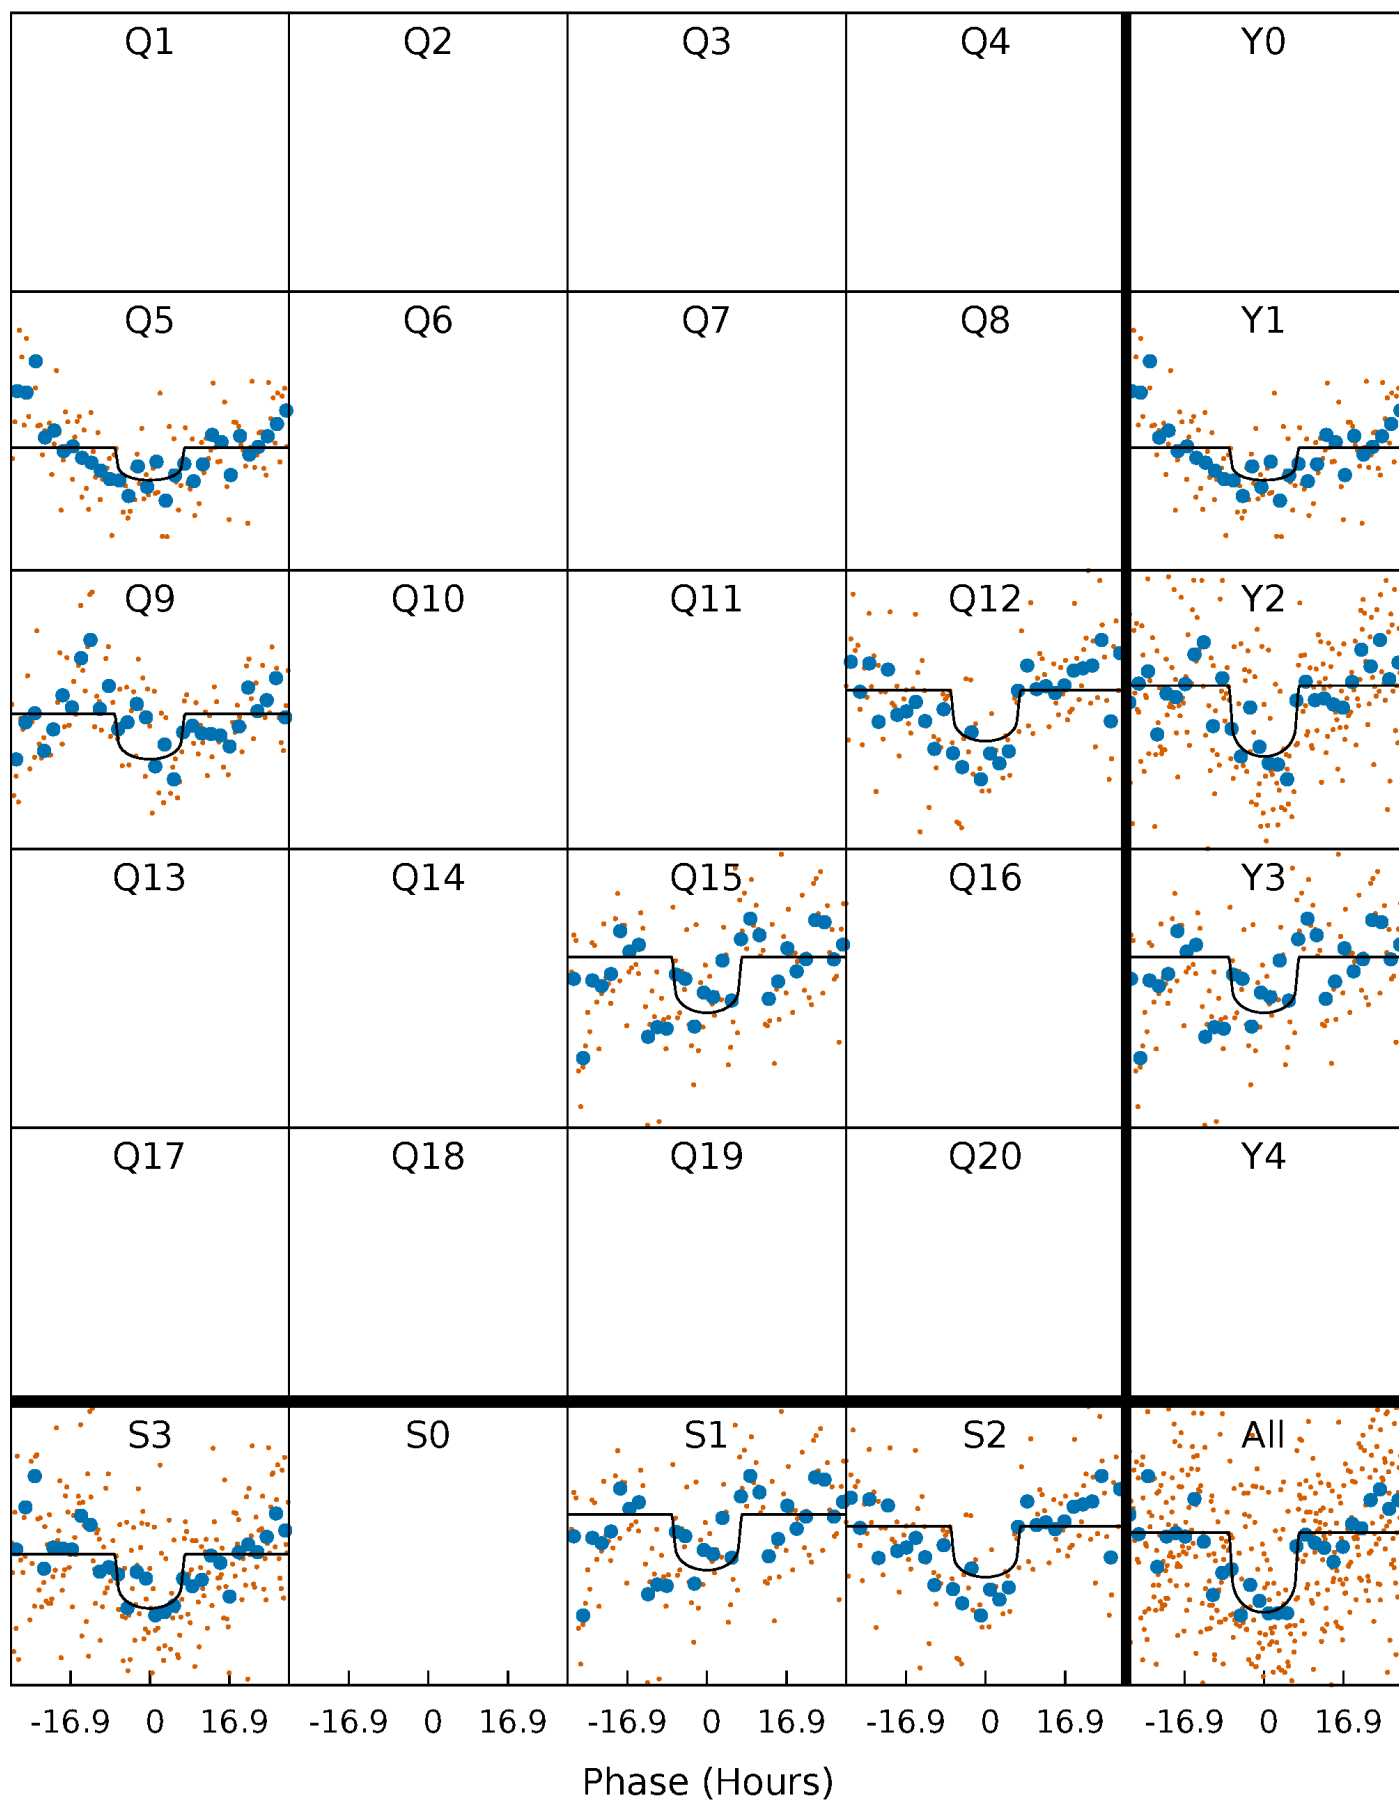 Q1 Q2 Q3 Q4 Y0
Q5 Q6 Q7 Q8 Y1
Q9 Q10 Q11 Q12 Y2
Q13 Q14 Q15 Q16 Y3
Q17 Q18 Q19 Q20 Y4
S3 S0 S1 S2 All
-16.9 0 16.9 -16.9 0 16.9 -16.9 0 16.9 -16.9 0 16.9 -16.9 0 16.9
Phase (Hours)